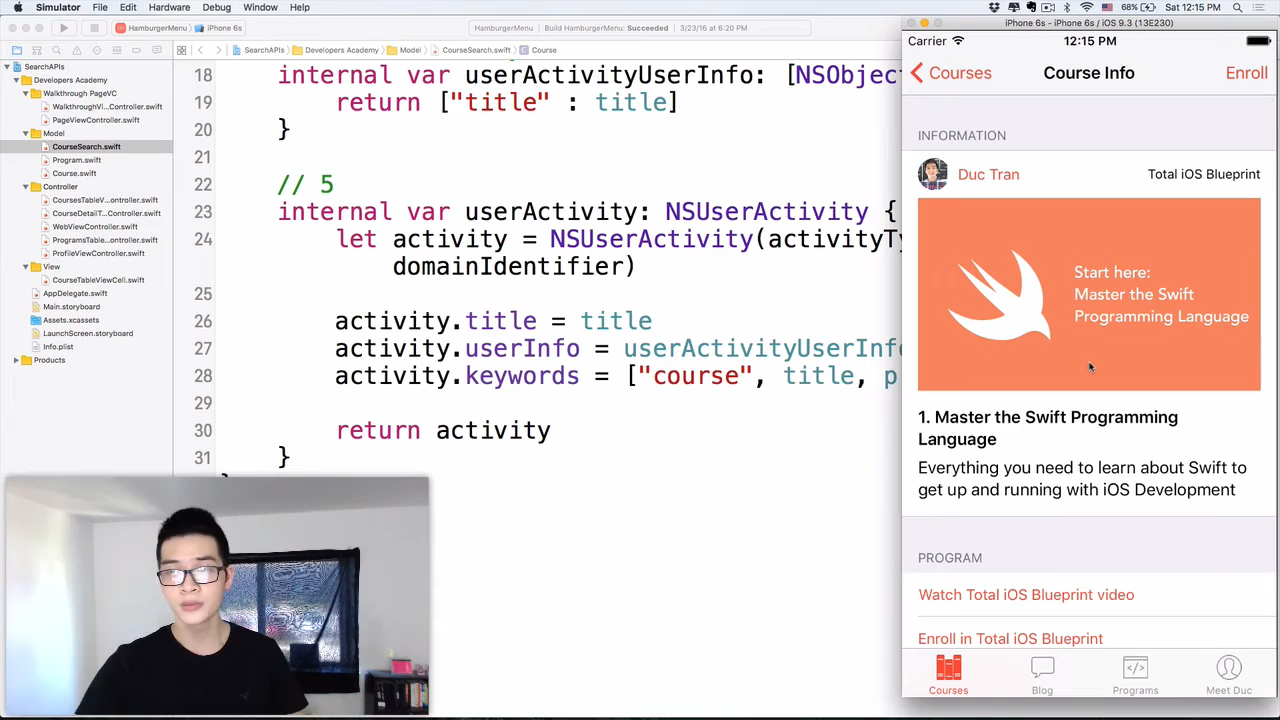 Simulator File Edit Hardware Debug Window Help
68% Sat 12:15 PM
HamburgerMenu iPhone 6s
HamburgerMenu Build HamburgerMenu: Succeeded 3/23/16 at 6:20 PM
SearchAPIs Developers Academy Model CourseSearch.swift Course
SearchAPIs
Developers Academy
Walkthrough PageVC
WalkthroughVi...Controller.swift
PageViewController.swift
Model
CourseSearch.swift
Program.swift
Course.swift
Controller
CoursesTableV...ontroller.swift
CourseDetailT...Controller.swift
WebViewController.swift
ProgramsTable...ontroller.swift
ProfileViewController.swift
View
CourseTableViewCell.swift
AppDelegate.swift
Main.storyboard
Assets.xcassets
LaunchScreen.storyboard
Info.plist
Products
18 internal var userActivityUserInfo: [NSObjec
19 return ["title" : title]
20 }
21
22 // 5
23 internal var userActivity: NSUserActivity {
24 let activity = NSUserActivity(activityTy
domainIdentifier)
25
26 activity.title = title
27 activity.userInfo = userActivityUserInf
28 activity.keywords = ["course", title, p
29
30 return activity
31 }
iPhone 6s - iPhone 6s / iOS 9.3 (13E230)
Carrier 12:15 PM
Courses Course Info Enroll
INFORMATION
Duc Tran Total iOS Blueprint
Start here:
Master the Swift
Programming Language
1. Master the Swift Programming
Language
Everything you need to learn about Swift to
get up and running with iOS Development
PROGRAM
Watch Total iOS Blueprint video
Enroll in Total iOS Blueprint
Courses Blog Programs Meet Duc